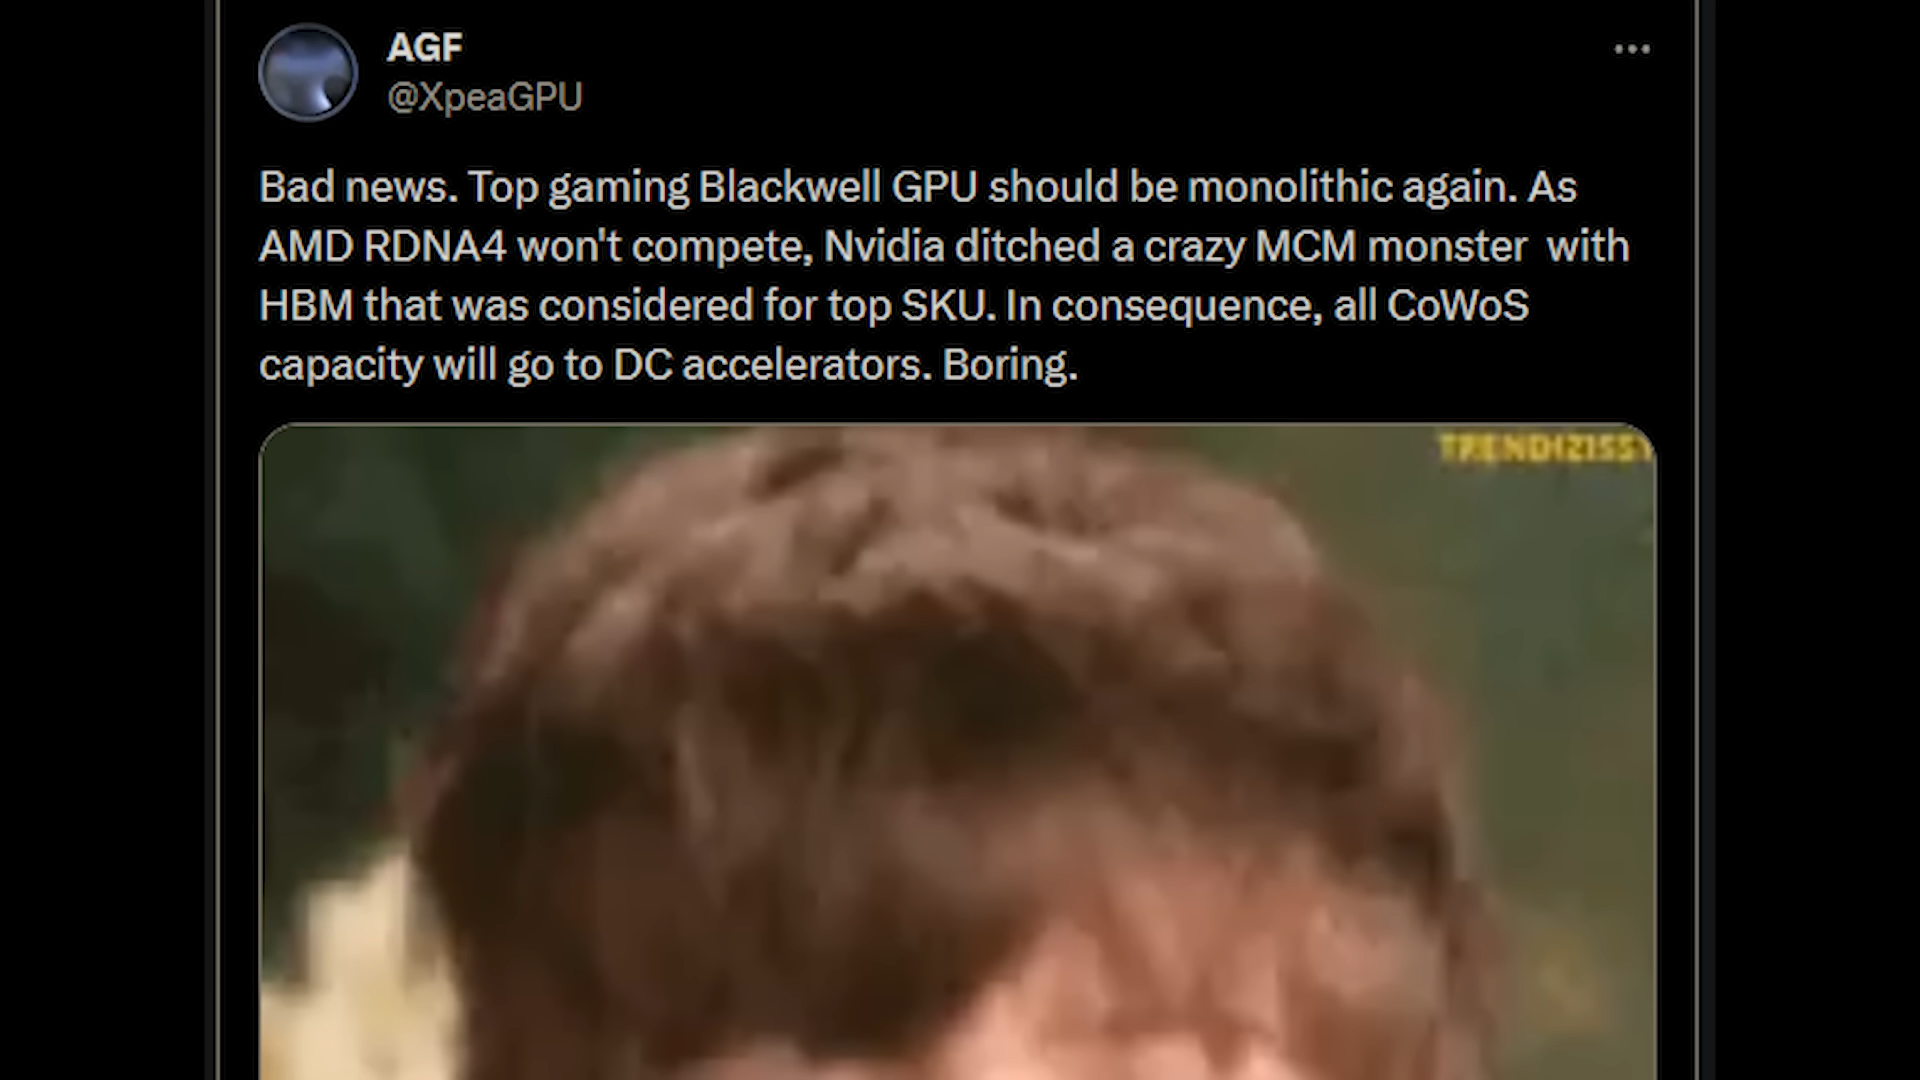 AGF
@XpeaGPU
Bad news. Top gaming Blackwell GPU should be monolithic again. As
AMD RDNA4 won't compete, Nvidia ditched a crazy MCM monster  with
HBM that was considered for top SKU. In consequence, all CoWoS
capacity will go to DC accelerators. Boring.
TRENDIZISST